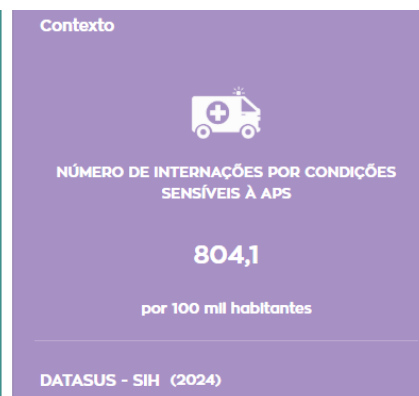 Contexto
NÚMERO DE INTERNAÇÕES POR CONDIÇÕES
SENSÍVEIS À APS
804,1
por 100 mil habitantes
DATASUS - SIH (2024)